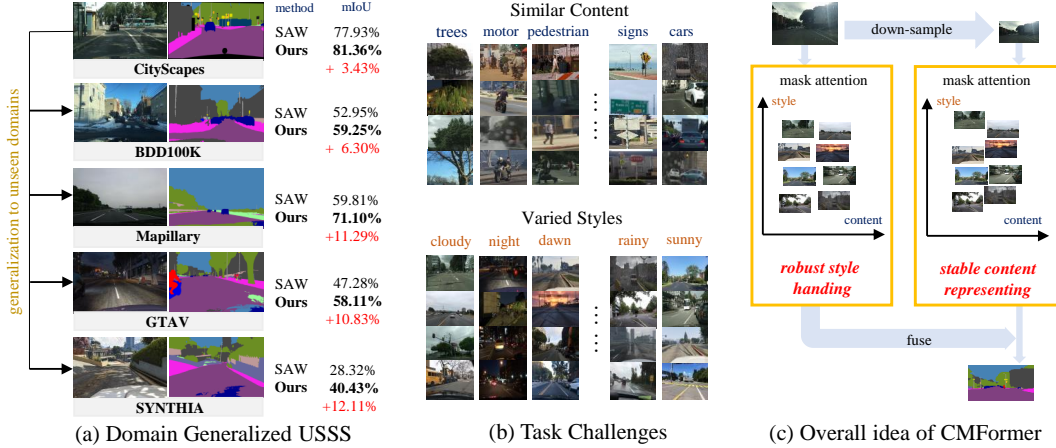 generalization to unseen domains
method mIoU
SAW 77.93%
Ours 81.36%
+ 3.43%
CityScapes
SAW 52.95%
Ours 59.25%
+ 6.30%
BDD100K
SAW 59.81%
Ours 71.10%
+11.29%
Mapillary
SAW 47.28%
Ours 58.11%
+10.83%
GTAV
SAW 28.32%
Ours 40.43%
+12.11%
SYNTHIA
(a) Domain Generalized USSS
Similar Content
trees motor pedestrian signs cars
Varied Styles
cloudy night dawn rainy sunny
(b) Task Challenges
down-sample
mask attention
style
content
robust style
handing
mask attention
style
content
stable content
representing
fuse
(c) Overall idea of CMFormer